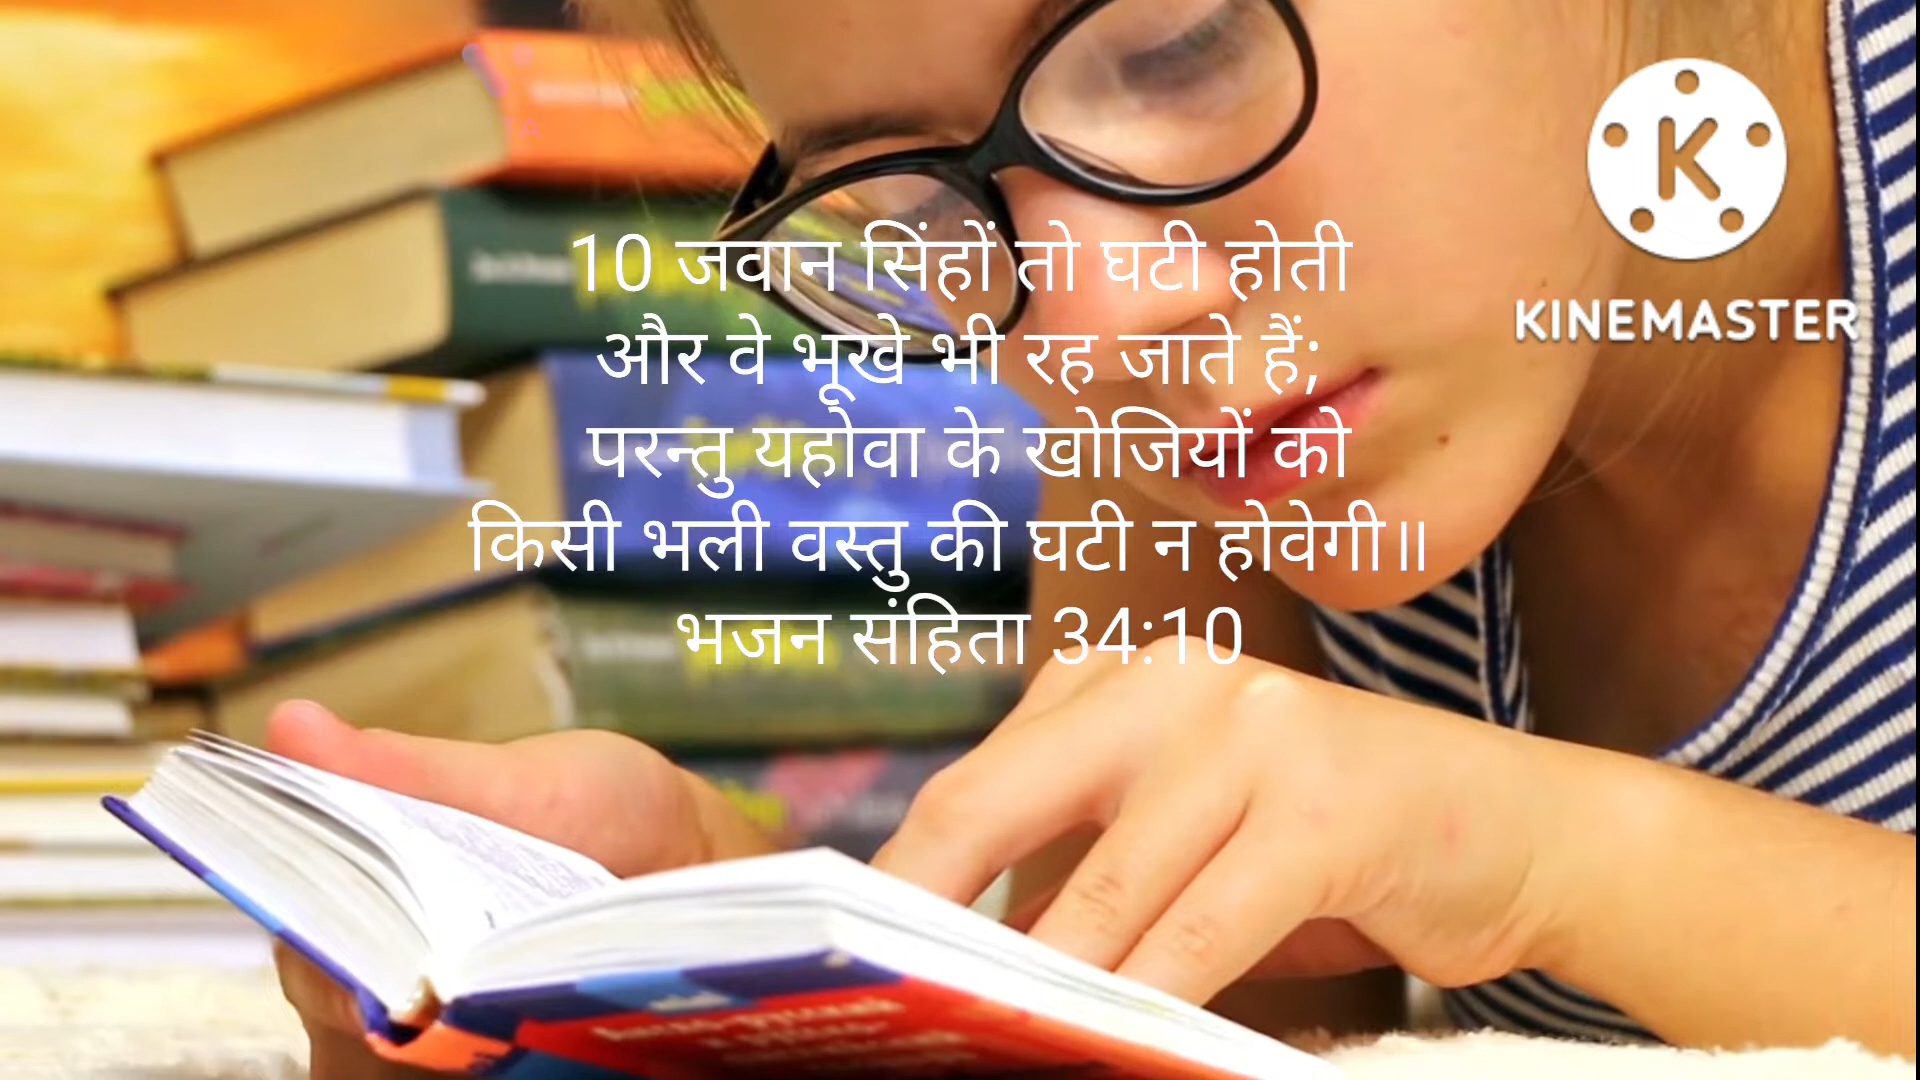 10 जवान सिंहों तो घटी होती
और वे भूखे भी रह जाते हैं;
परन्तु यहोवा के खोजियों को
किसी भली वस्तु की घटी न होवेगी॥
भजन संहिता 34:10
K
KINEMASTER